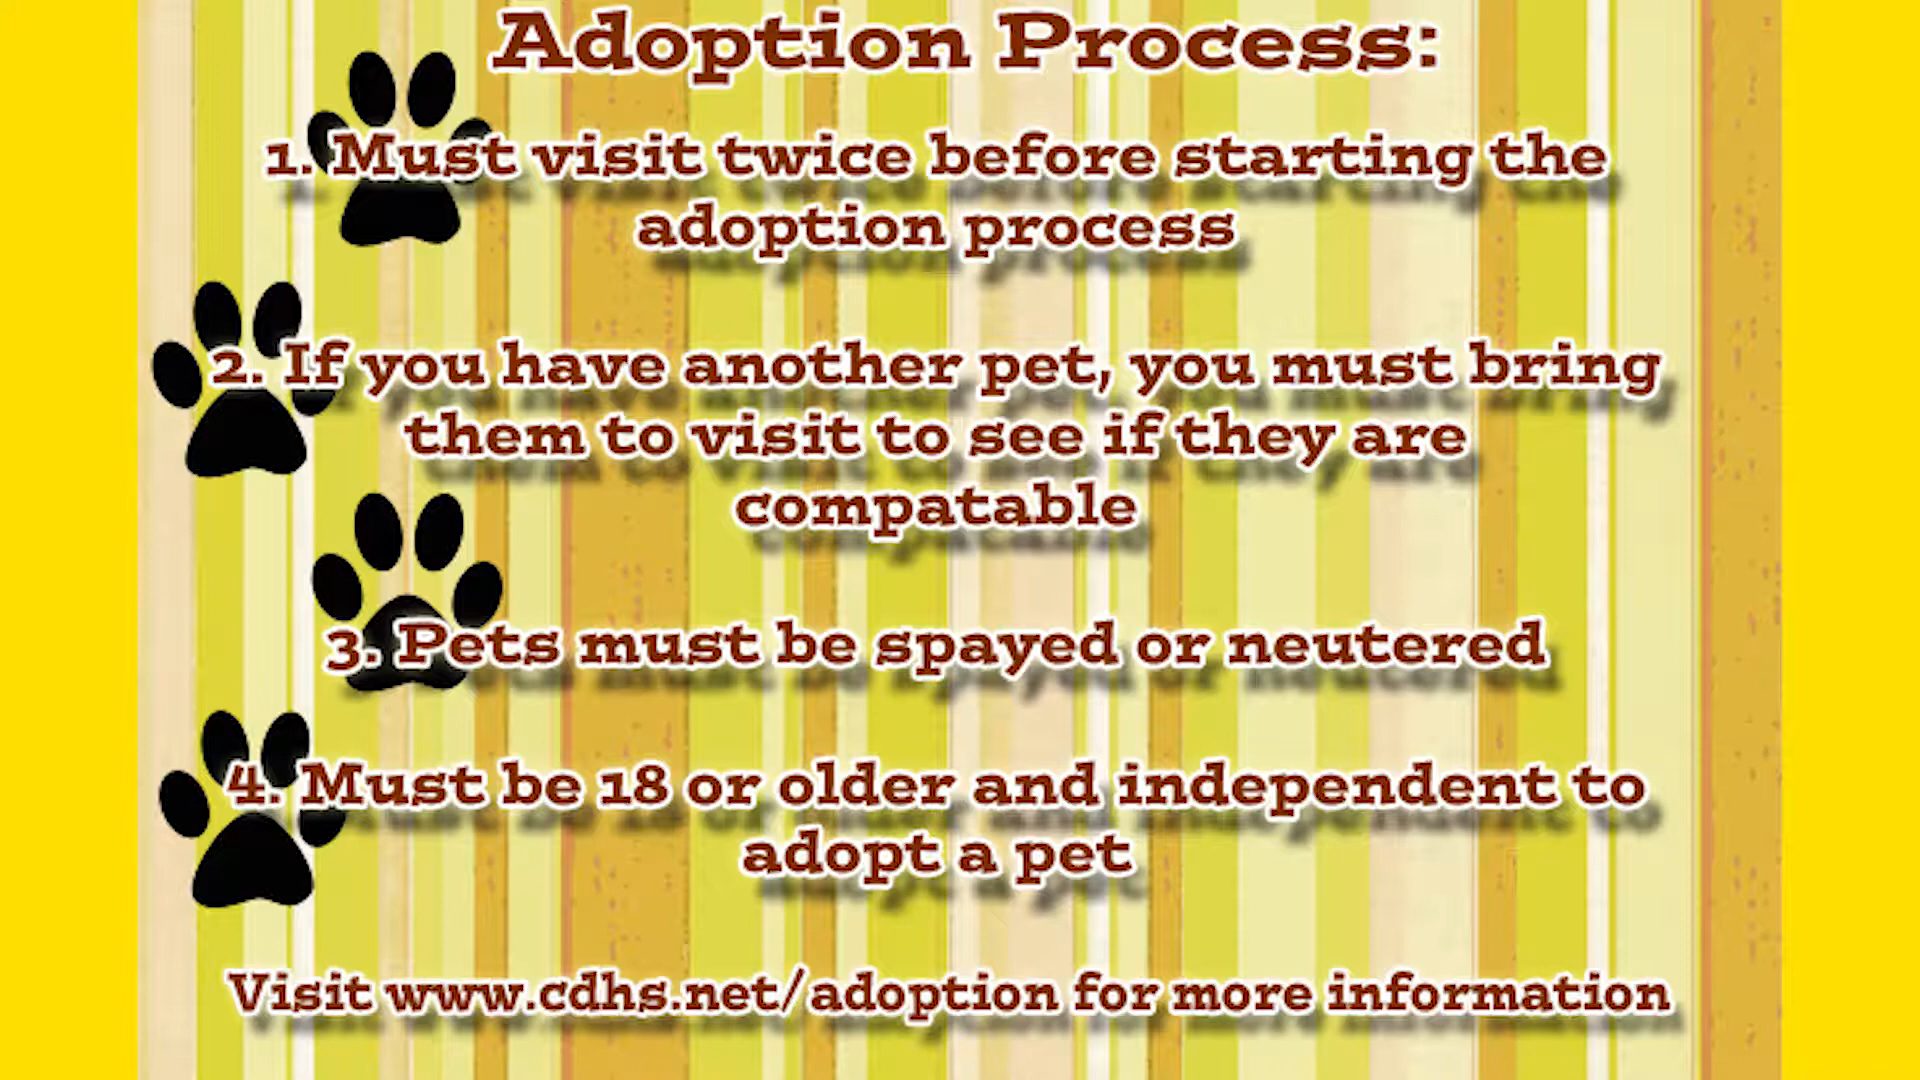 Adoption Process:
1. Must visit twice before starting the
adoption process
2. If you have another pet, you must bring
them to visit to see if they are
compatable
3. Pets must be spayed or neutered
4. Must be 18 or older and independent to
adopt a pet
Visit www.cdhs.net/adoption for more information